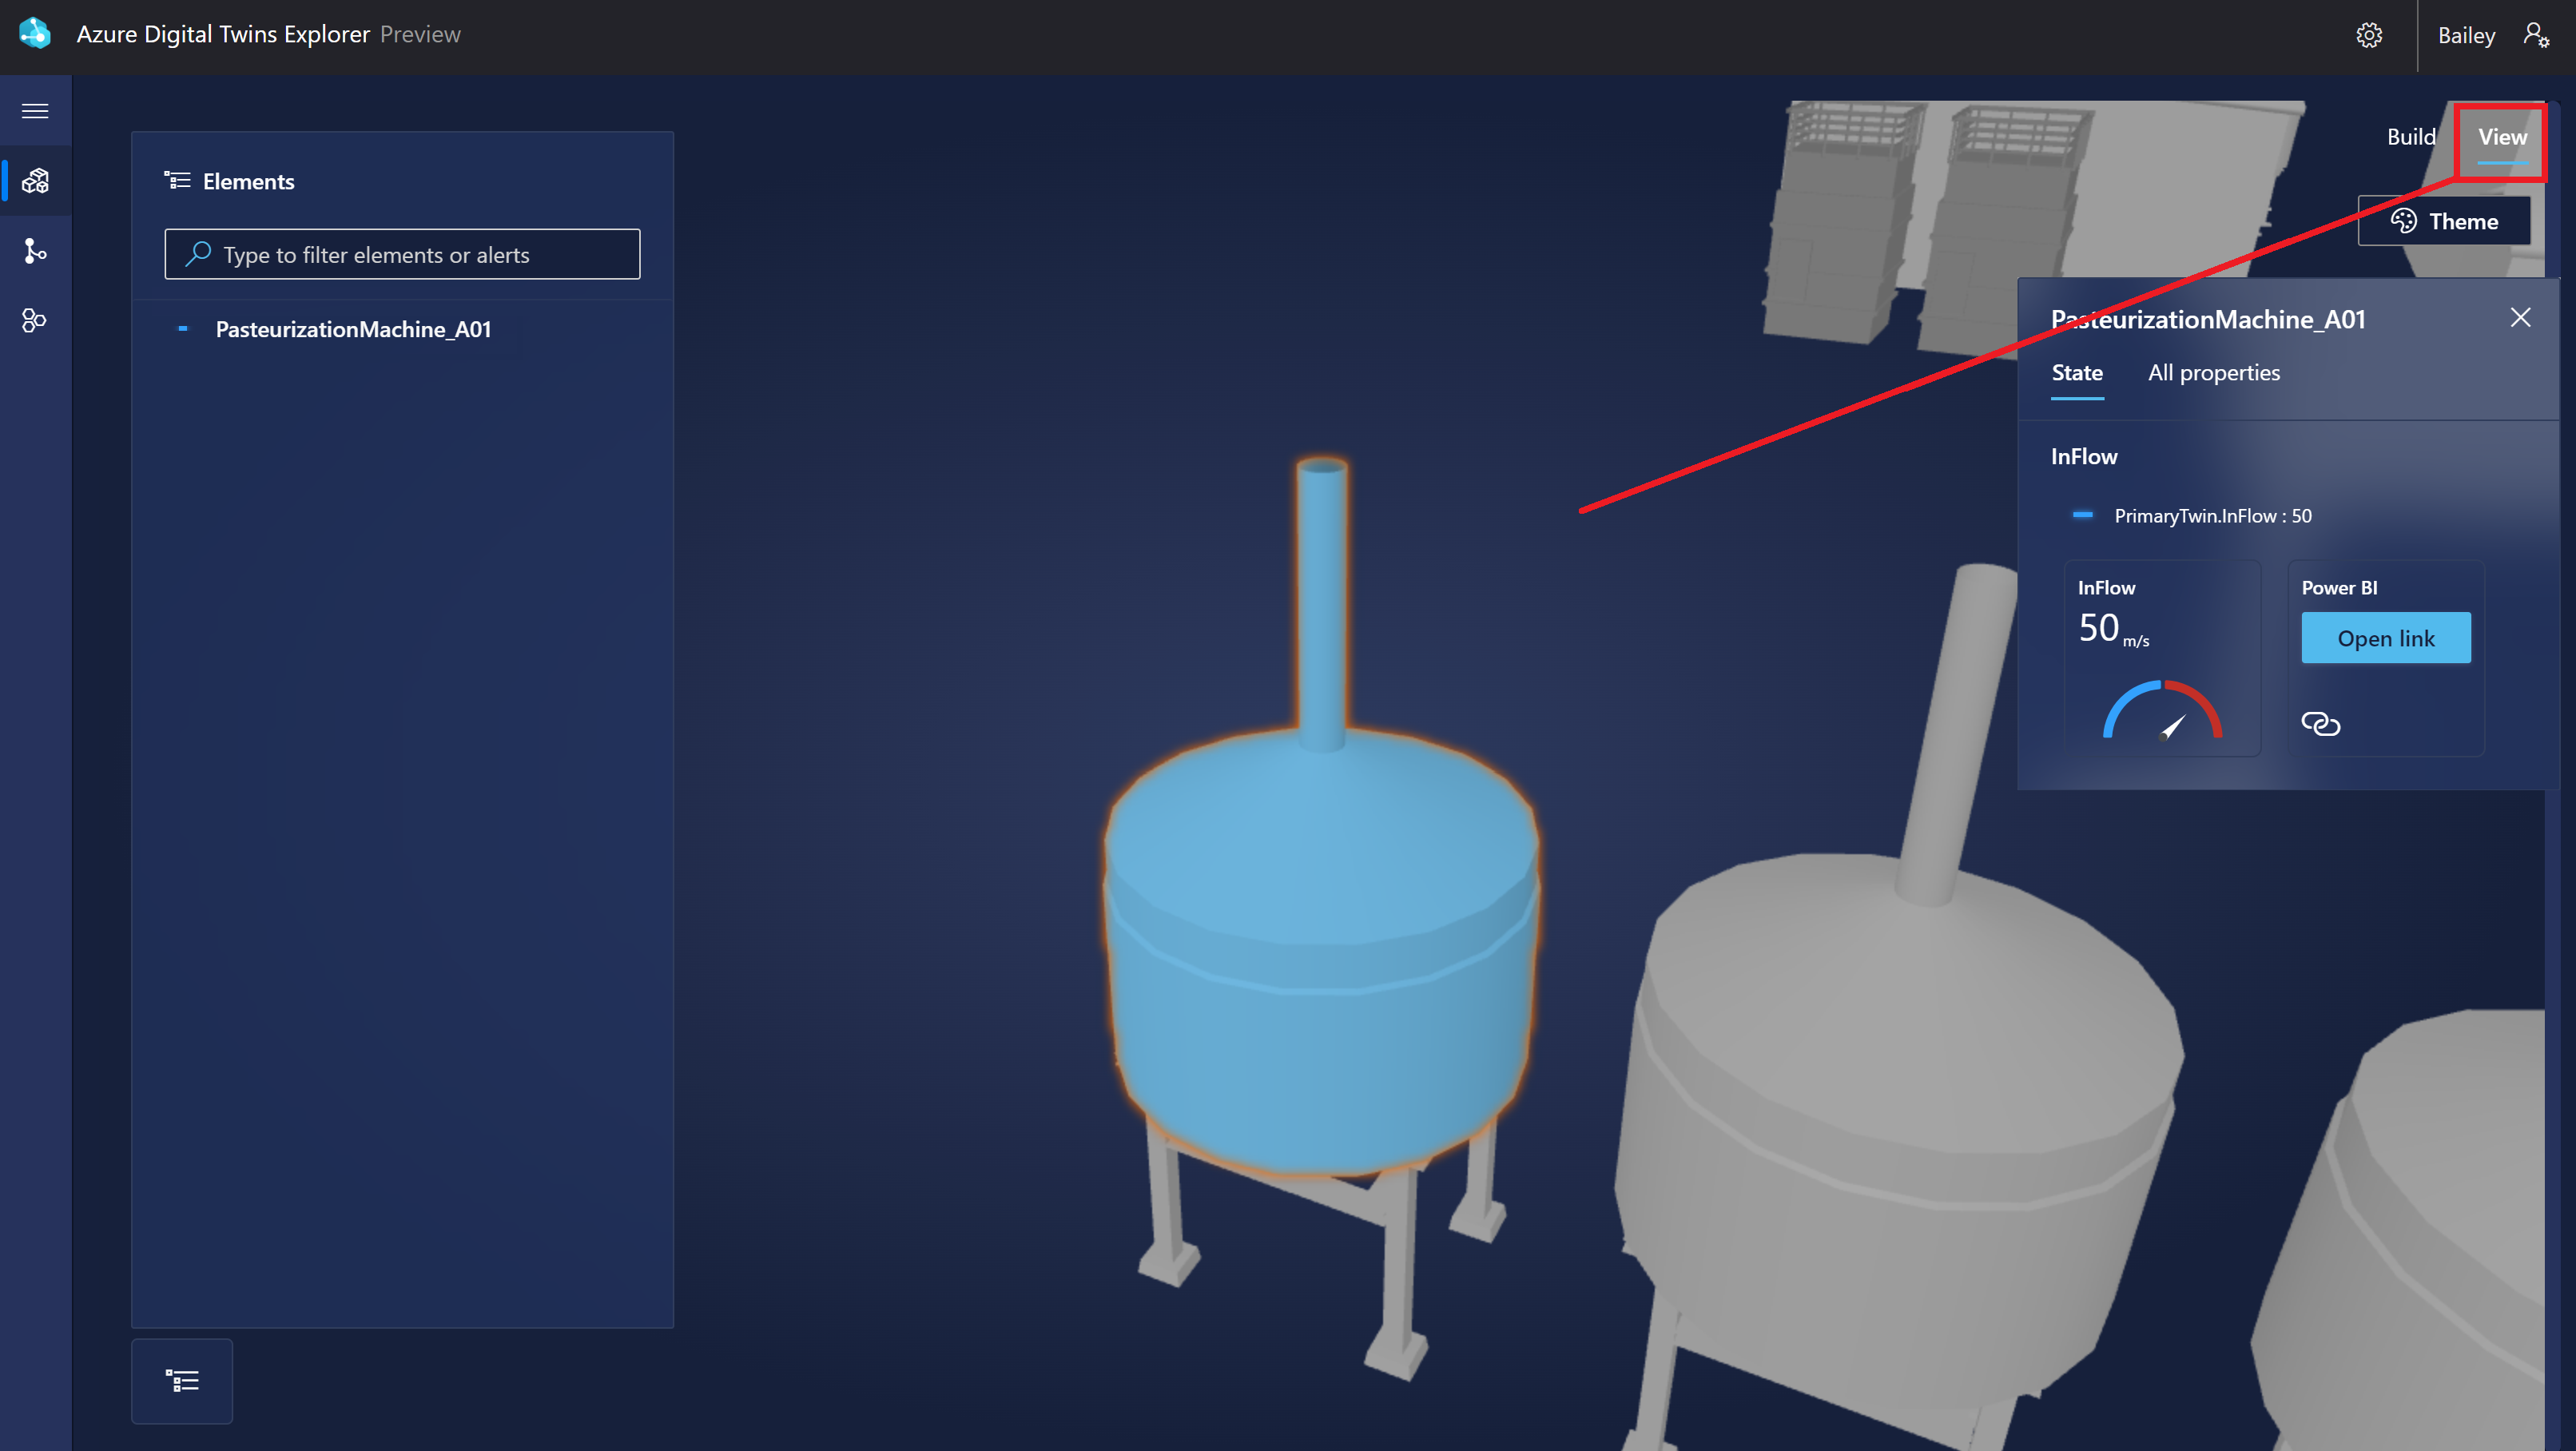 Azure Digital Twins Explorer Preview
Bailey
Build View
Theme
Elements
Type to filter elements or alerts
PasteurizationMachine_A01
PasteurizationMachine_A01
State All properties
InFlow
PrimaryTwin.InFlow : 50
InFlow
50 m/s
Power BI
Open link